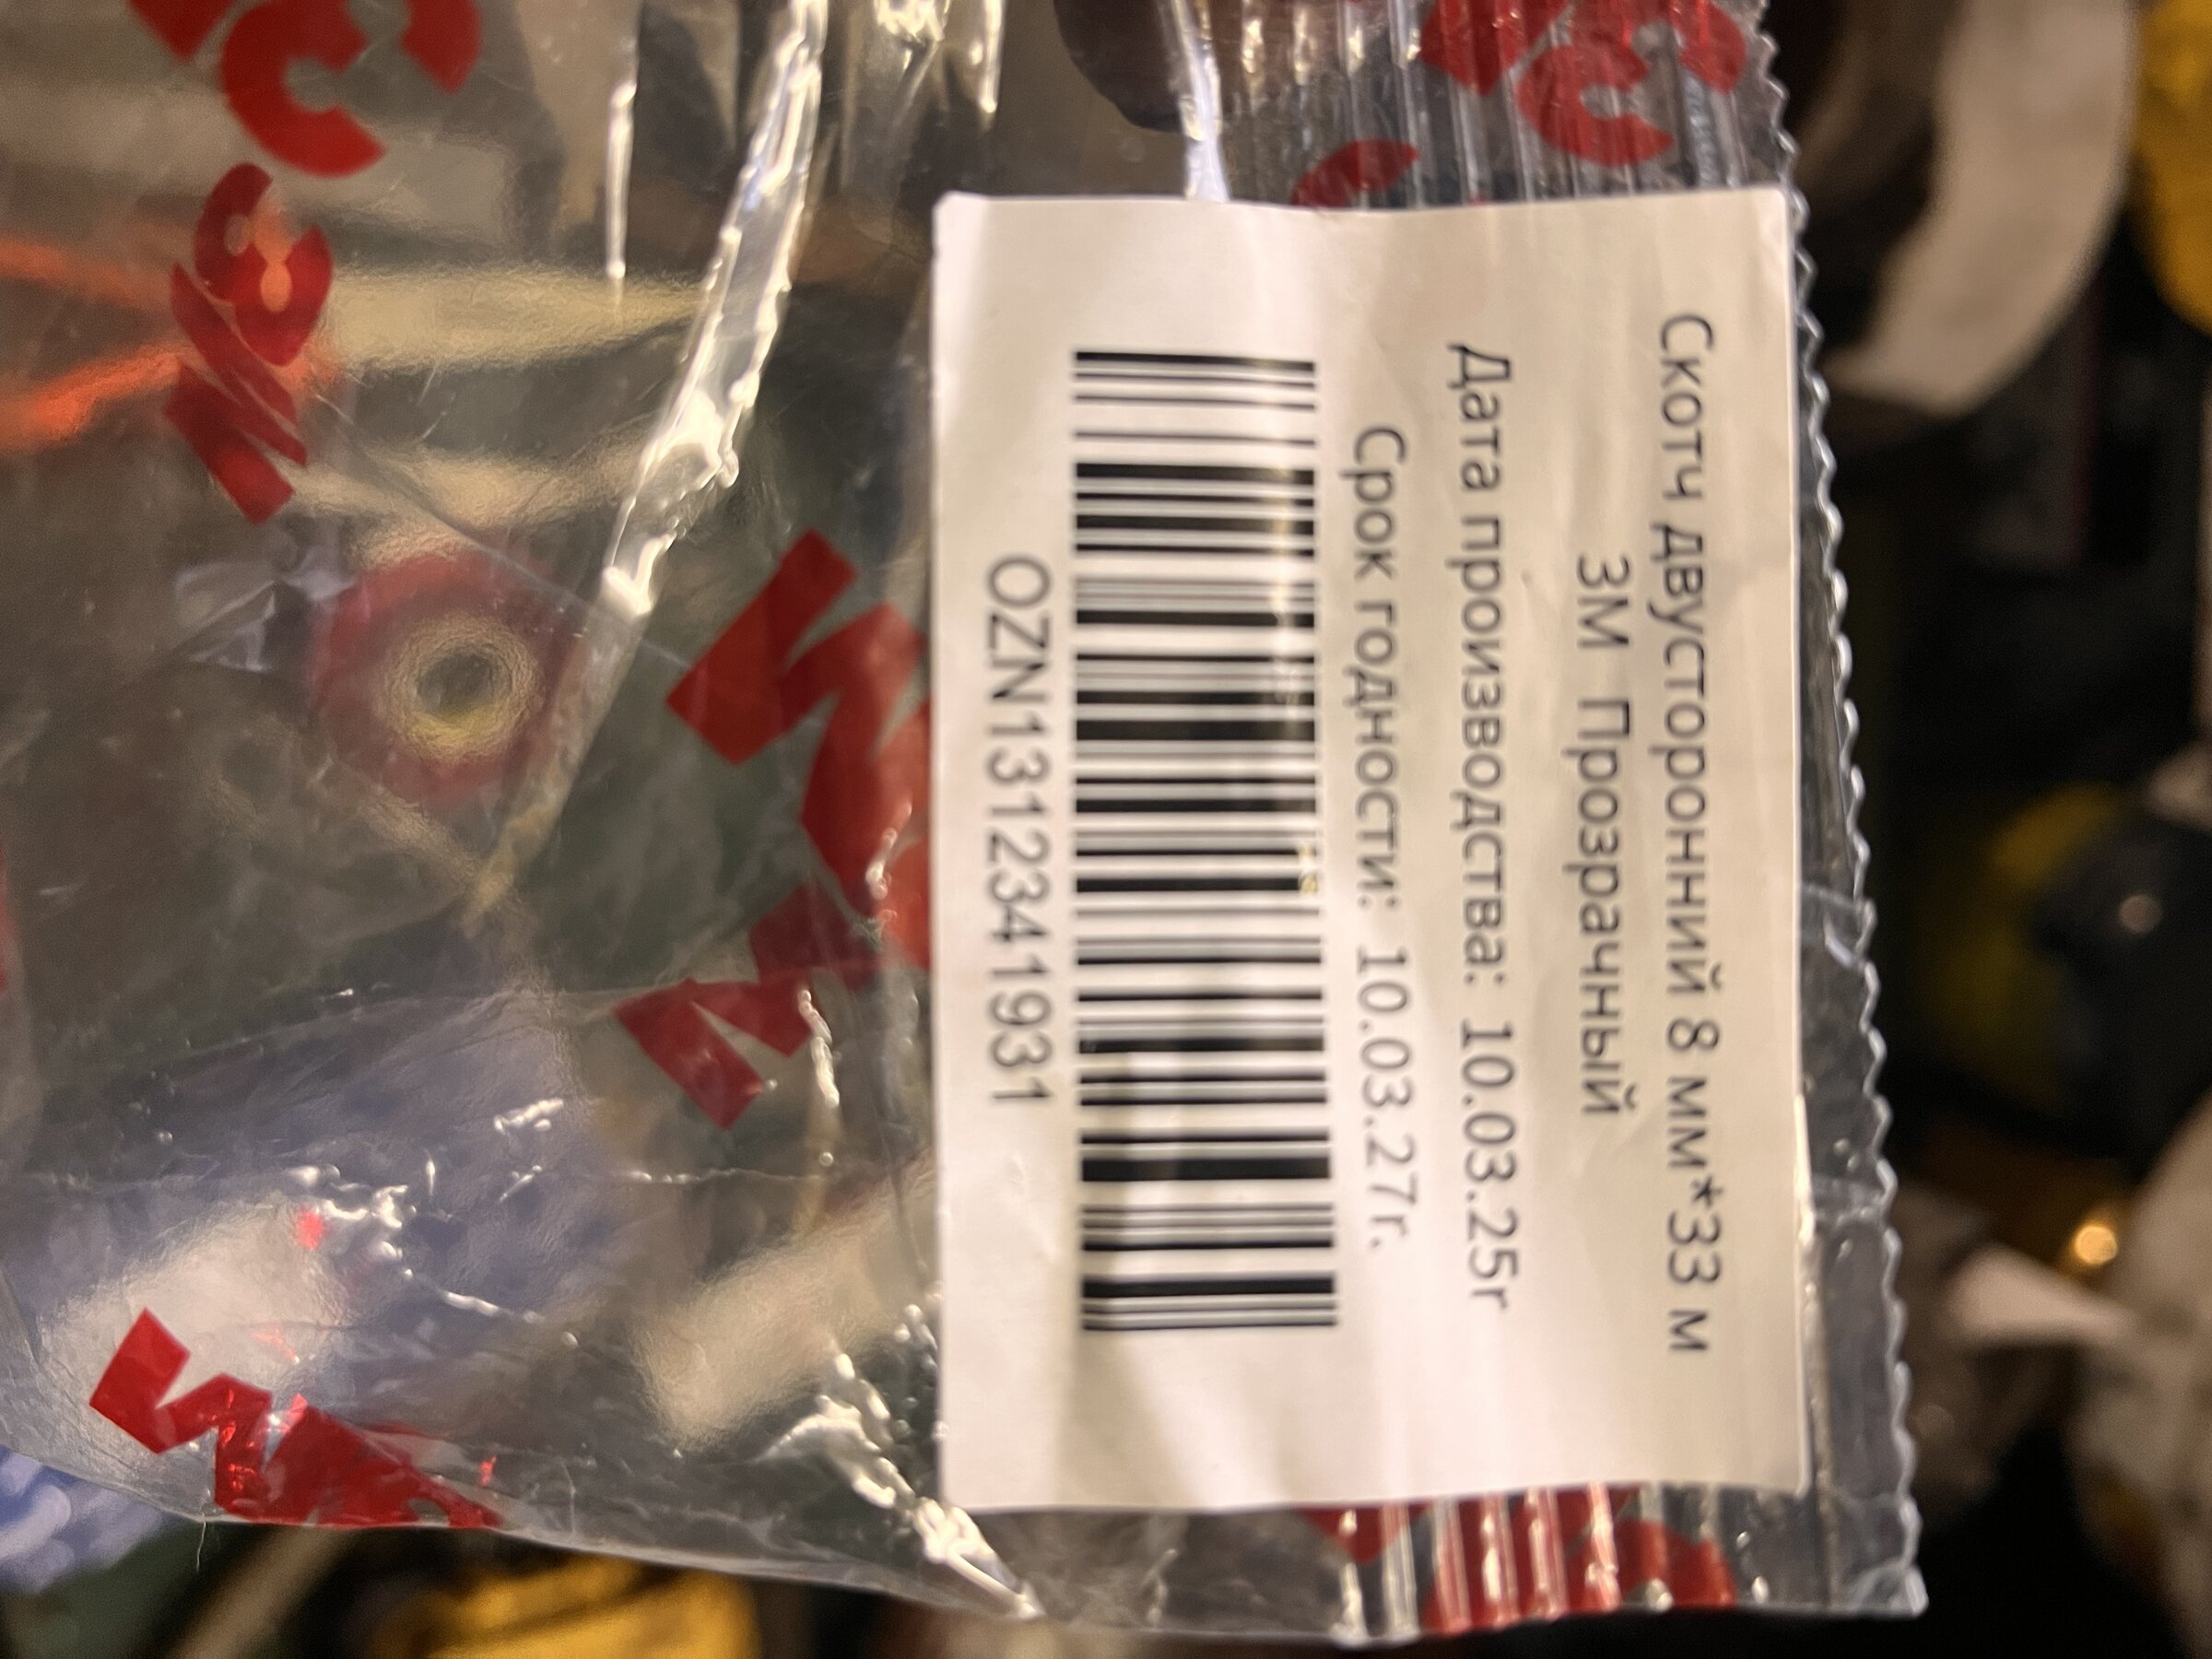 Скотч двусторонний 8 мм*33 м
3М Прозрачный
Дата производства: 10.03.25г
Срок годности: 10.03.27г.
OZN1312341931